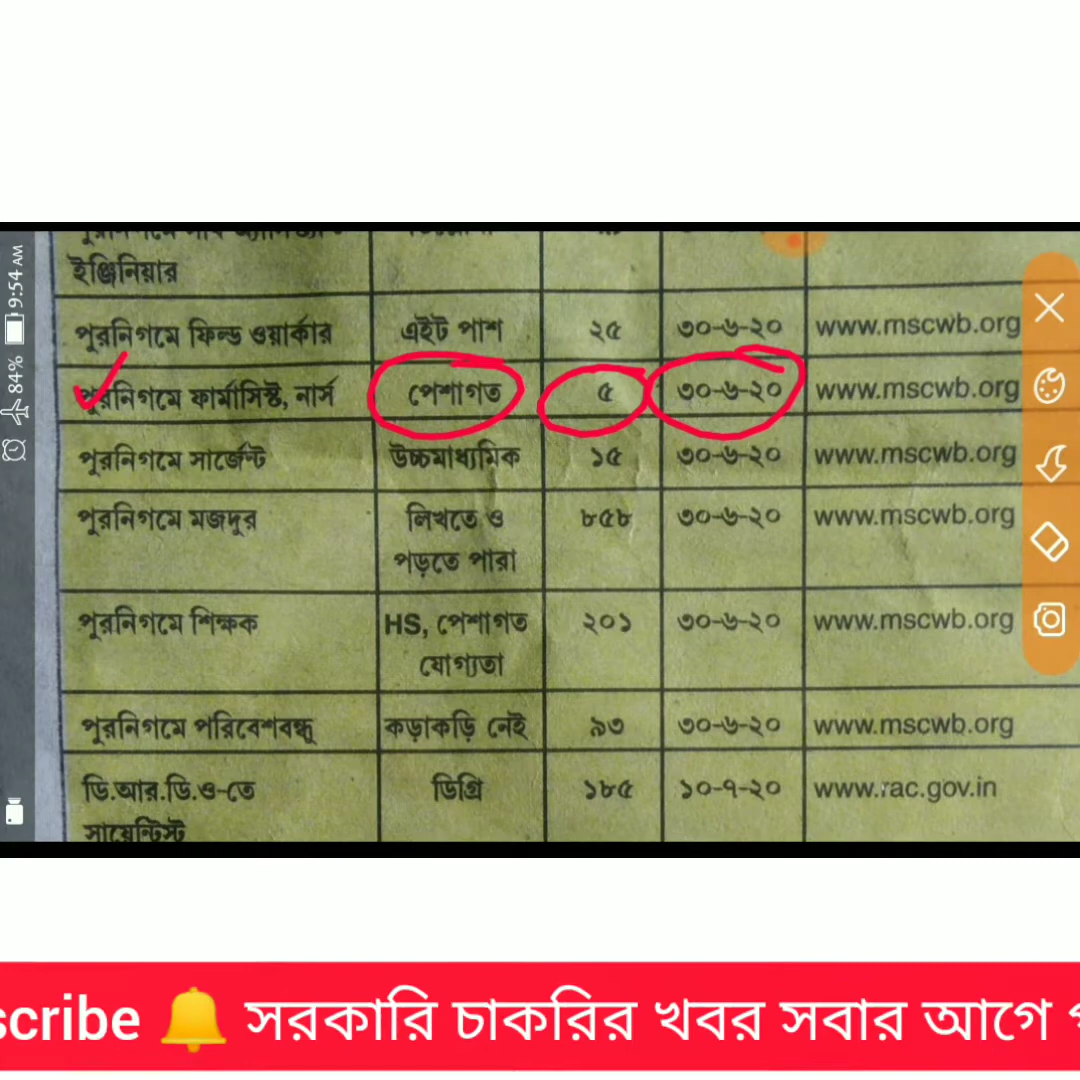 ইঞ্জিনিয়ার
পুরনিগমে ফিল্ড ওয়ার্কার এইট পাশ ২৫ ৩০-৬-২০ www.mscwb.org
পুরনিগমে ফার্মাসিস্ট, নার্স পেশাগত ৫ ৩০-৬-২০ www.mscwb.org
পুরনিগমে সার্জেন্ট উচ্চমাধ্যমিক ১৫ ৩০-৬-২০ www.mscwb.org
পুরনিগমে মজদুর লিখতে ও ৮৫৮ ৩০-৬-২০ www.mscwb.org
পড়তে পারা
পুরনিগমে শিক্ষক HS, পেশাগত ২০১ ৩০-৬-২০ www.mscwb.org
যোগ্যতা
পুরনিগমে পরিবেশবন্ধু কড়াকড়ি নেই ৯৩ ৩০-৬-২০ www.mscwb.org
ডি.আর.ডি.ও-তে ডিগ্রি ১৮৫ ১০-৭-২০ www.rac.gov.in
সায়েন্টিস্ট
84% 9:54 AM
scribe 🔔 সরকারি চাকরির খবর সবার আগে